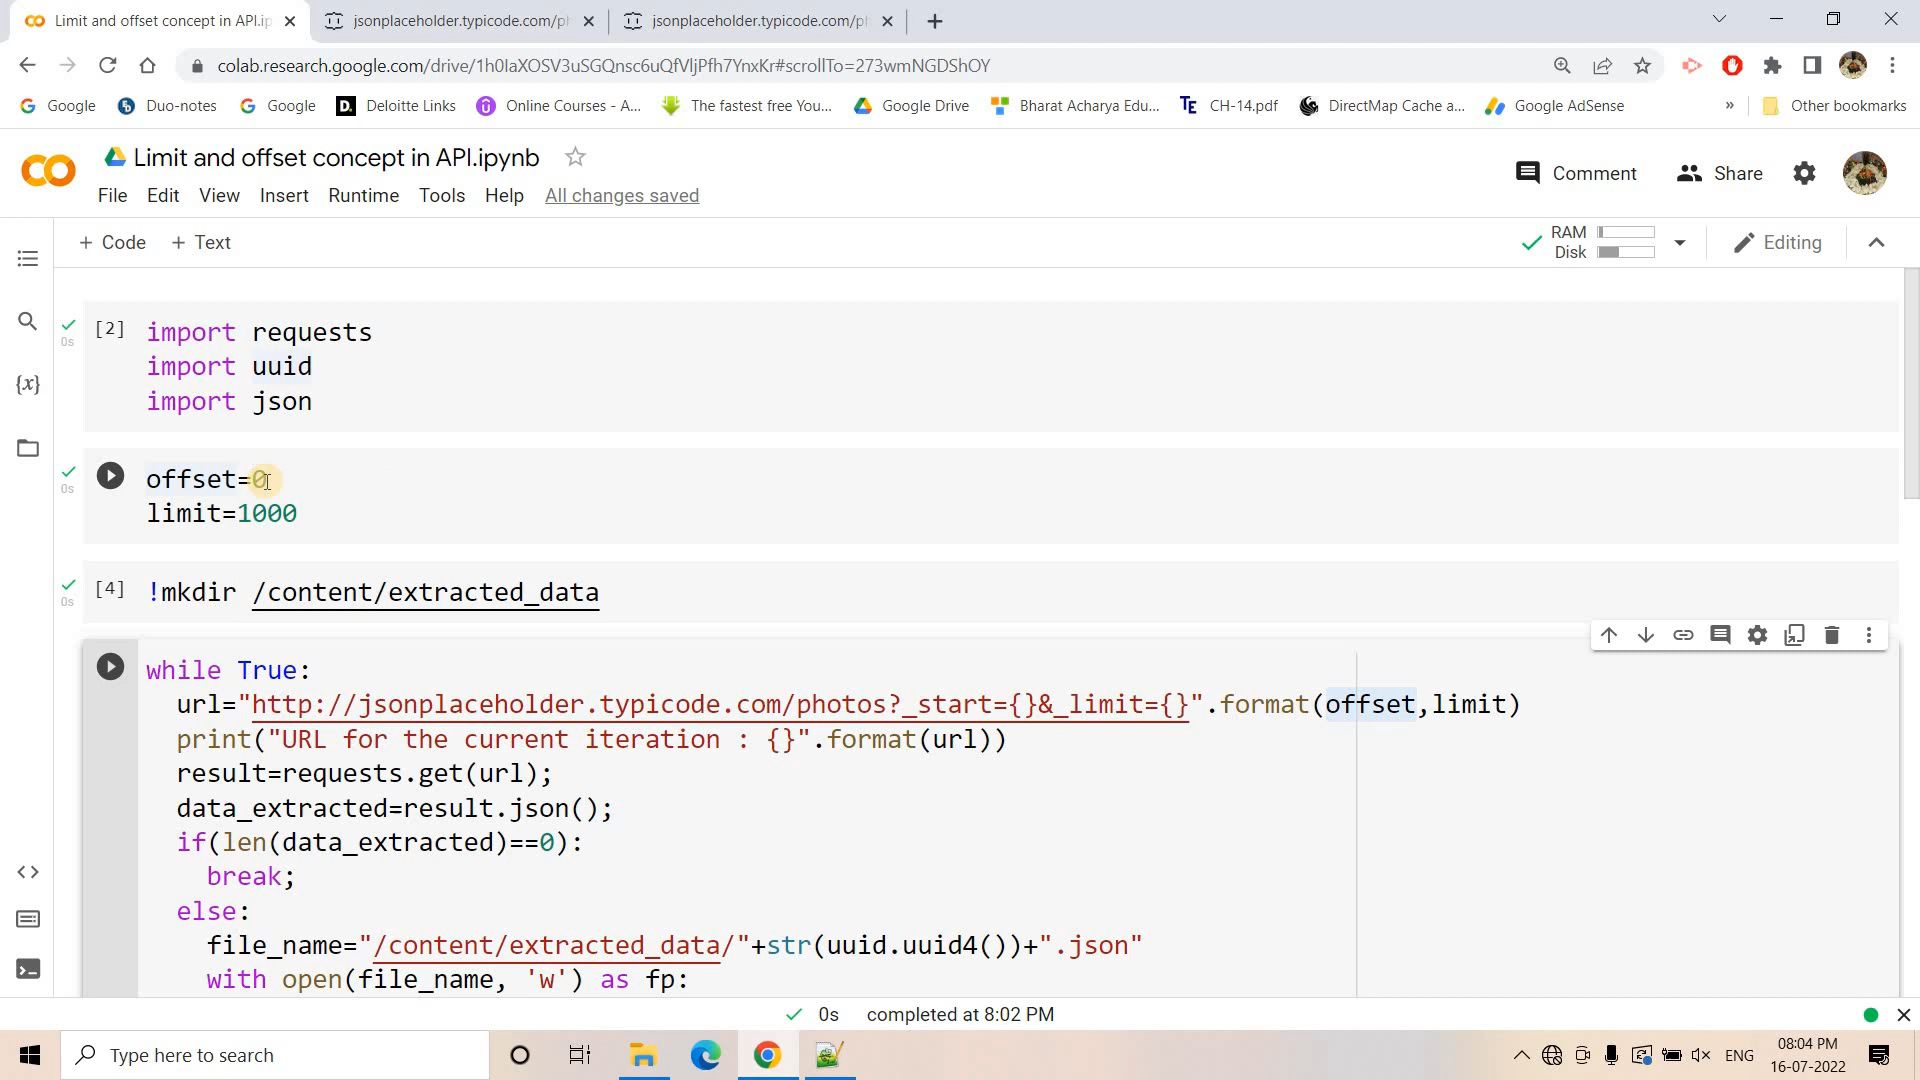 Limit and offset concept in API.ip
jsonplaceholder.typicode.com/ph
jsonplaceholder.typicode.com/ph
colab.research.google.com/drive/1h0IaXOSV3uSGQnsc6uQfVljPfh7YnxKr#scrollTo=273wmNGDShOY
Google
Duo-notes
Google
Deloitte Links
Online Courses - A...
The fastest free You...
Google Drive
Bharat Acharya Edu...
CH-14.pdf
DirectMap Cache a...
Google AdSense
»
Other bookmarks
Limit and offset concept in API.ipynb
Comment
Share
File Edit View Insert Runtime Tools Help All changes saved
+ Code + Text
RAM
Disk
Editing
[2] import requests
0s
import uuid
import json
offset=0
0s
limit=1000
[4] !mkdir /content/extracted_data
0s
while True:
url="http://jsonplaceholder.typicode.com/photos?_start={}&_limit={}".format(offset,limit)
print("URL for the current iteration : {}".format(url))
result=requests.get(url);
data_extracted=result.json();
if(len(data_extracted)==0):
break;
else:
file_name="/content/extracted_data/"+str(uuid.uuid4())+".json"
with open(file_name, 'w') as fp:
0s completed at 8:02 PM
Type here to search
ENG
08:04 PM
16-07-2022